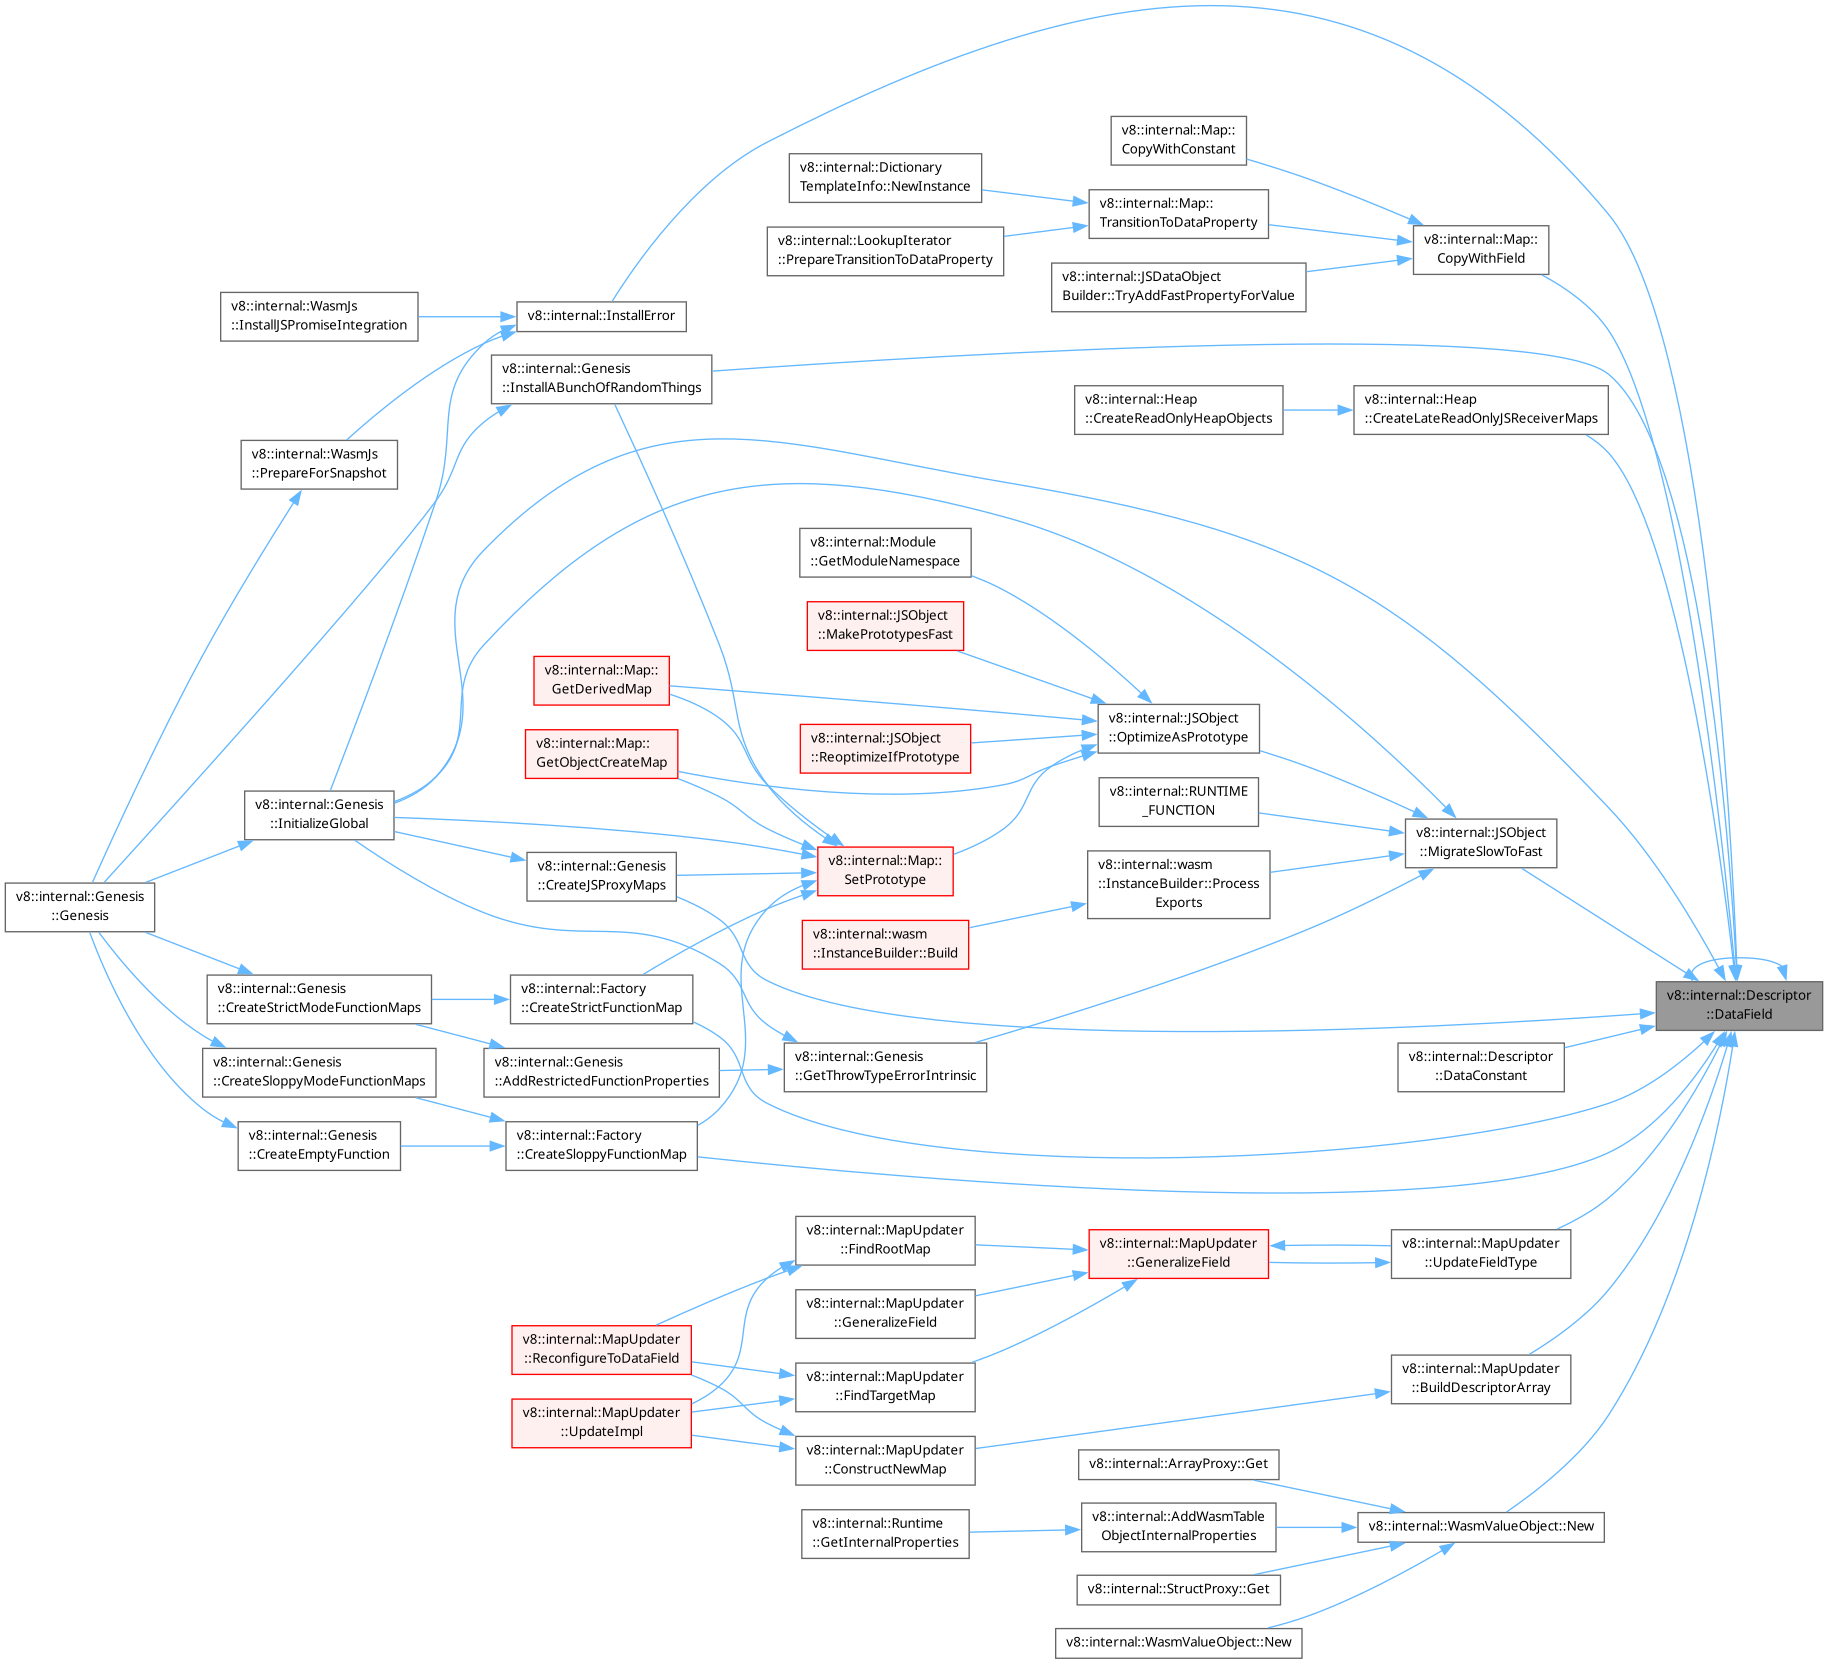 v8::internal::Map::
CopyWithConstant
v8::internal::Dictionary
TemplateInfo::NewInstance
v8::internal::Map::
TransitionToDataProperty
v8::internal::LookupIterator
::PrepareTransitionToDataProperty
v8::internal::Map::
CopyWithField
v8::internal::JSDataObject
Builder::TryAddFastPropertyForValue
v8::internal::WasmJs
::InstallJSPromiseIntegration
v8::internal::InstallError
v8::internal::Genesis
::InstallABunchOfRandomThings
v8::internal::Heap
::CreateReadOnlyHeapObjects
v8::internal::Heap
::CreateLateReadOnlyJSReceiverMaps
v8::internal::WasmJs
::PrepareForSnapshot
v8::internal::Module
::GetModuleNamespace
v8::internal::JSObject
::MakePrototypesFast
v8::internal::Map::
GetDerivedMap
v8::internal::JSObject
::OptimizeAsPrototype
v8::internal::Map::
GetObjectCreateMap
v8::internal::JSObject
::ReoptimizeIfPrototype
v8::internal::RUNTIME
_FUNCTION
v8::internal::Genesis
::InitializeGlobal
v8::internal::JSObject
::MigrateSlowToFast
v8::internal::Genesis
::CreateJSProxyMaps
v8::internal::Map::
SetPrototype
v8::internal::wasm
::InstanceBuilder::Process
Exports
v8::internal::Genesis
::Genesis
v8::internal::wasm
::InstanceBuilder::Build
v8::internal::Genesis
::CreateStrictModeFunctionMaps
v8::internal::Factory
::CreateStrictFunctionMap
v8::internal::Descriptor
::DataField
v8::internal::Genesis
::CreateSloppyModeFunctionMaps
v8::internal::Genesis
::AddRestrictedFunctionProperties
v8::internal::Genesis
::GetThrowTypeErrorIntrinsic
v8::internal::Descriptor
::DataConstant
v8::internal::Genesis
::CreateEmptyFunction
v8::internal::Factory
::CreateSloppyFunctionMap
v8::internal::MapUpdater
::FindRootMap
v8::internal::MapUpdater
::GeneralizeField
v8::internal::MapUpdater
::UpdateFieldType
v8::internal::MapUpdater
::GeneralizeField
v8::internal::MapUpdater
::ReconfigureToDataField
v8::internal::MapUpdater
::FindTargetMap
v8::internal::MapUpdater
::BuildDescriptorArray
v8::internal::MapUpdater
::UpdateImpl
v8::internal::MapUpdater
::ConstructNewMap
v8::internal::ArrayProxy::Get
v8::internal::Runtime
::GetInternalProperties
v8::internal::AddWasmTable
ObjectInternalProperties
v8::internal::WasmValueObject::New
v8::internal::StructProxy::Get
v8::internal::WasmValueObject::New